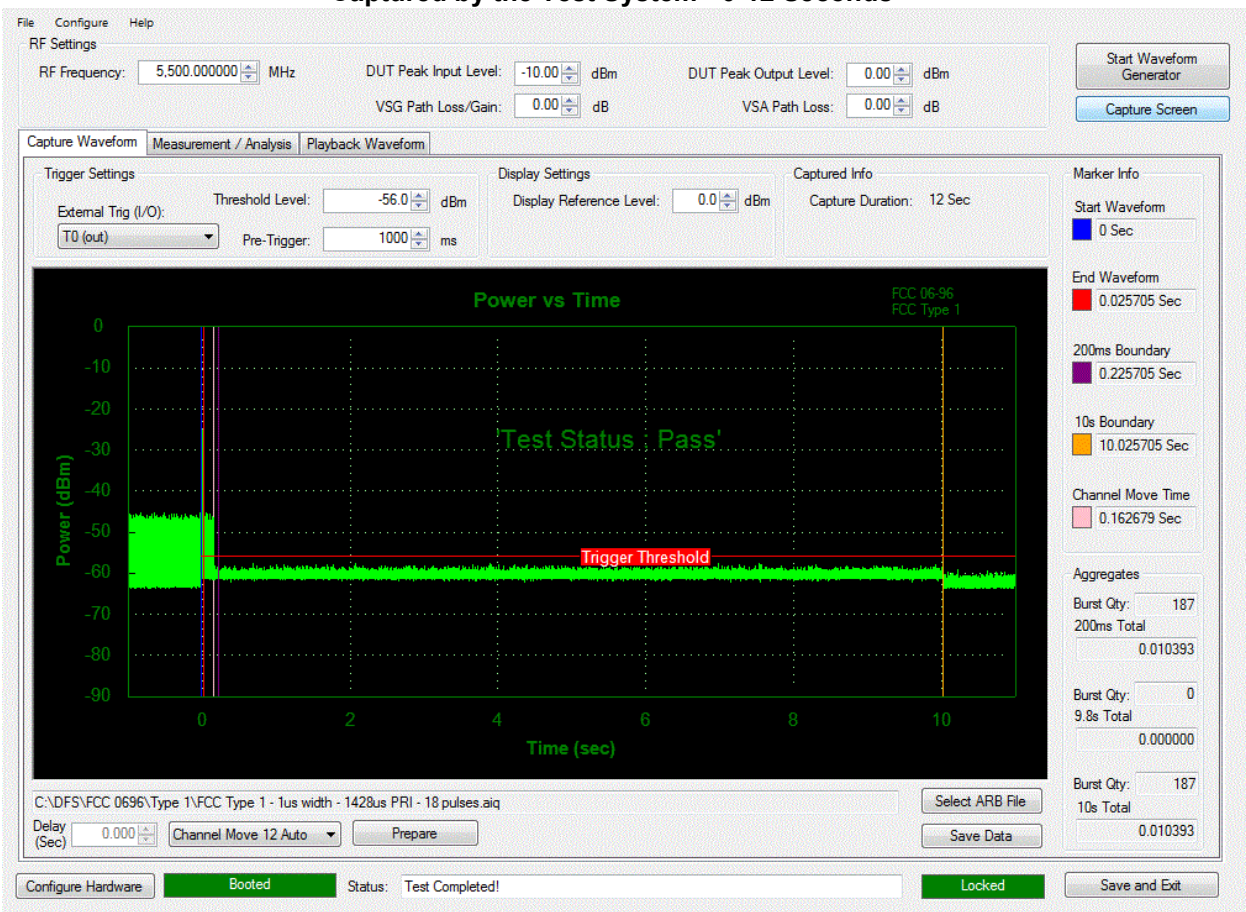 File Configure Help
RF Settings
RF Frequency: 5,500.000000 MHz DUT Peak Input Level: -10.00 dBm DUT Peak Output Level: 0.00 dBm
VSG Path Loss/Gain: 0.00 dB VSA Path Loss: 0.00 dB
Start Waveform
Generator
Capture Screen
Capture Waveform Measurement / Analysis Playback Waveform
Trigger Settings
Threshold Level: -56.0 dBm
External Trig (I/O):
T0 (out)
Pre-Trigger: 1000 ms
Display Settings
Display Reference Level: 0.0 dBm
Captured Info
Capture Duration: 12 Sec
Power vs Time
FCC 06-96
FCC Type 1
0
-10
-20
-30
-40
-50
-60
-70
-80
-90
Power (dBm)
'Test Status : Pass'
Trigger Threshold
0 2 4 6 8 10
Time (sec)
Marker Info
Start Waveform
0 Sec
End Waveform
0.025705 Sec
200ms Boundary
0.225705 Sec
10s Boundary
10.025705 Sec
Channel Move Time
0.162679 Sec
Aggregates
Burst Qty: 187
200ms Total
0.010393
Burst Qty: 0
9.8s Total
0.000000
Burst Qty: 187
10s Total
0.010393
C:\DFS\FCC 0696\Type 1\FCC Type 1 - 1us width - 1428us PRI - 18 pulses.aiq
Select ARB File
Delay
(Sec)
0.000 Channel Move 12 Auto Prepare
Save Data
Configure Hardware Booted Status: Test Completed! Locked Save and Exit